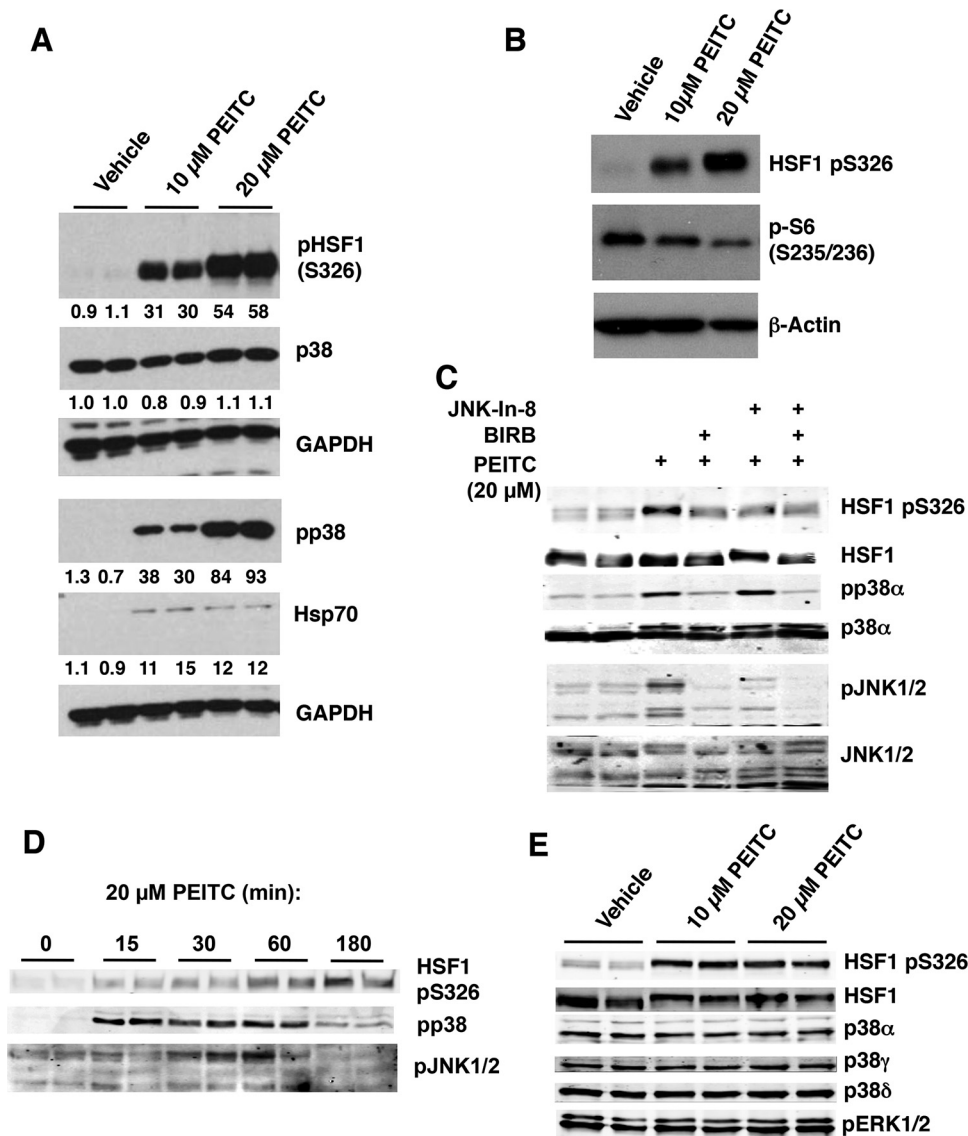 A
Vehicle
10 µM PEITC
20 µM PEITC
pHSF1
(S326)
0.9 1.1 31 30 54 58
p38
1.0 1.0 0.8 0.9 1.1 1.1
GAPDH
pp38
1.3 0.7 38 30 84 93
Hsp70
1.1 0.9 11 15 12 12
GAPDH
B
Vehicle
10µM PEITC
20 µM PEITC
HSF1 pS326
p-S6
(S235/236)
β-Actin
C
JNK-In-8 + +
BIRB + +
PEITC + + + +
(20 µM)
HSF1 pS326
HSF1
pp38α
p38α
pJNK1/2
JNK1/2
D
20 µM PEITC (min):
0 15 30 60 180
HSF1
pS326
pp38
pJNK1/2
E
Vehicle
10 µM PEITC
20 µM PEITC
HSF1 pS326
HSF1
p38α
p38γ
p38δ
pERK1/2